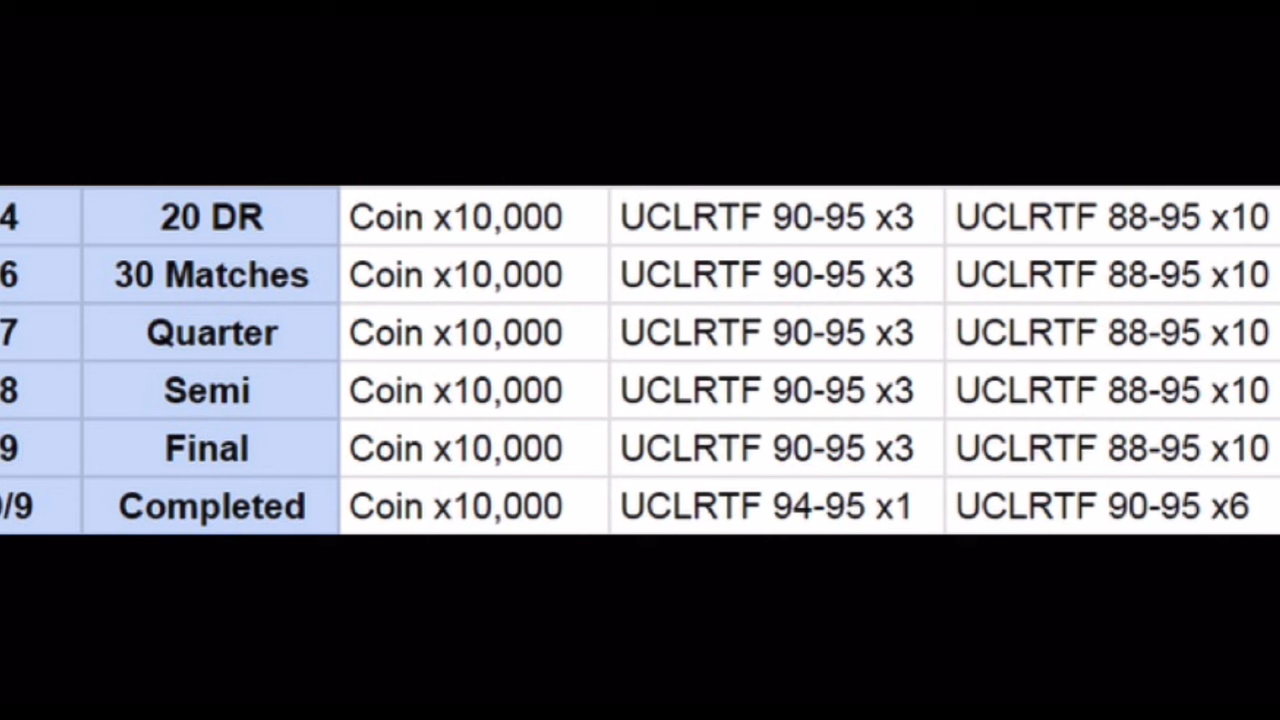 4 20 DR Coin x10,000 UCLRTF 90-95 x3 UCLRTF 88-95 x10
6 30 Matches Coin x10,000 UCLRTF 90-95 x3 UCLRTF 88-95 x10
7 Quarter Coin x10,000 UCLRTF 90-95 x3 UCLRTF 88-95 x10
8 Semi Coin x10,000 UCLRTF 90-95 x3 UCLRTF 88-95 x10
9 Final Coin x10,000 UCLRTF 90-95 x3 UCLRTF 88-95 x10
/9 Completed Coin x10,000 UCLRTF 94-95 x1 UCLRTF 90-95 x6